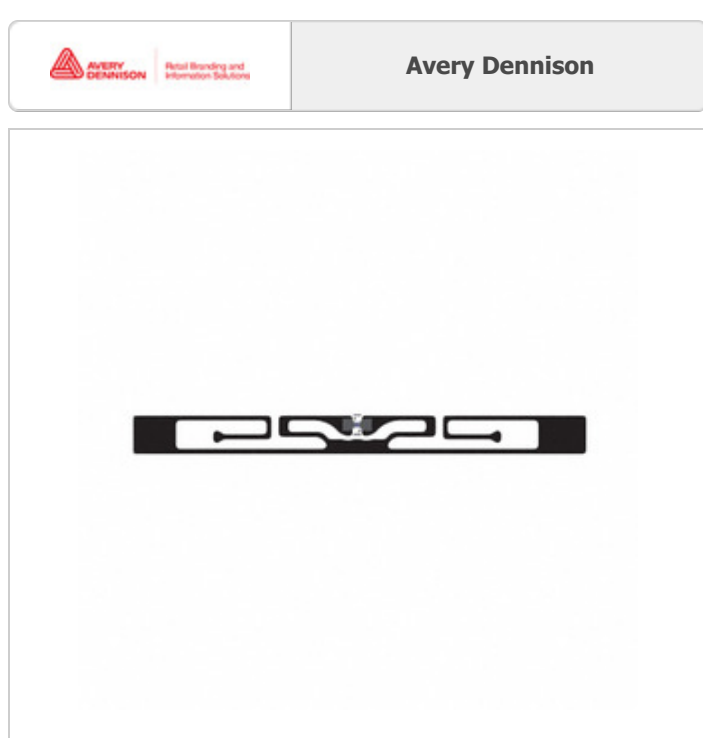 AVERY
DENNISON
Retail Branding and
Information Solutions
Avery Dennison